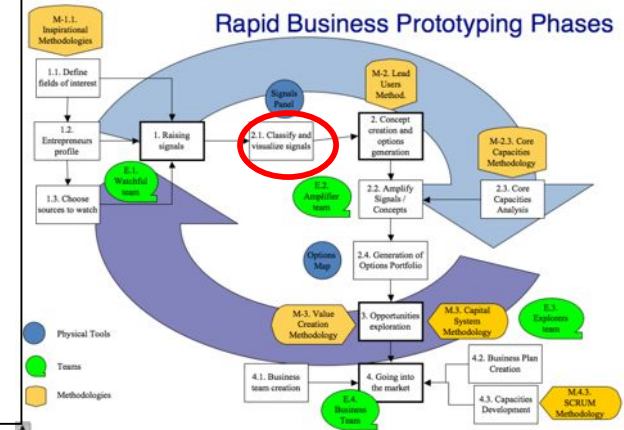 Rapid Business Prototyping Phases
M-1.1.
Inspirational
Methodologies
1.1. Define
fields of interest
1.2.
Entrepreneurs
profile
1.3. Choose
sources to watch
1. Raising
signals
E.1.
Watchful
team
Signals
Panel
2.1. Classify and
visualize signals
M-2. Lead
Users
Method.
2. Concept
creation and
options
generation
M-2.3. Core
Capacities
Methodology
E.2.
Amplifier
team
2.2. Amplify
Signals /
Concepts
2.3. Core
Capacities
Analysis
Options
Map
2.4. Generation of
Options Portfolio
M-3. Value
Creation
Methodology
3. Opportunities
exploration
M.3. Capital
System
Methodology
E.3.
Explorers
team
4.1. Business
team creation
4. Going into
the market
4.2. Business Plan
Creation
E.4.
Business
Team
4.3. Capacities
Development
M.4.3.
SCRUM
Methodology
Physical Tools
Teams
Methodologies